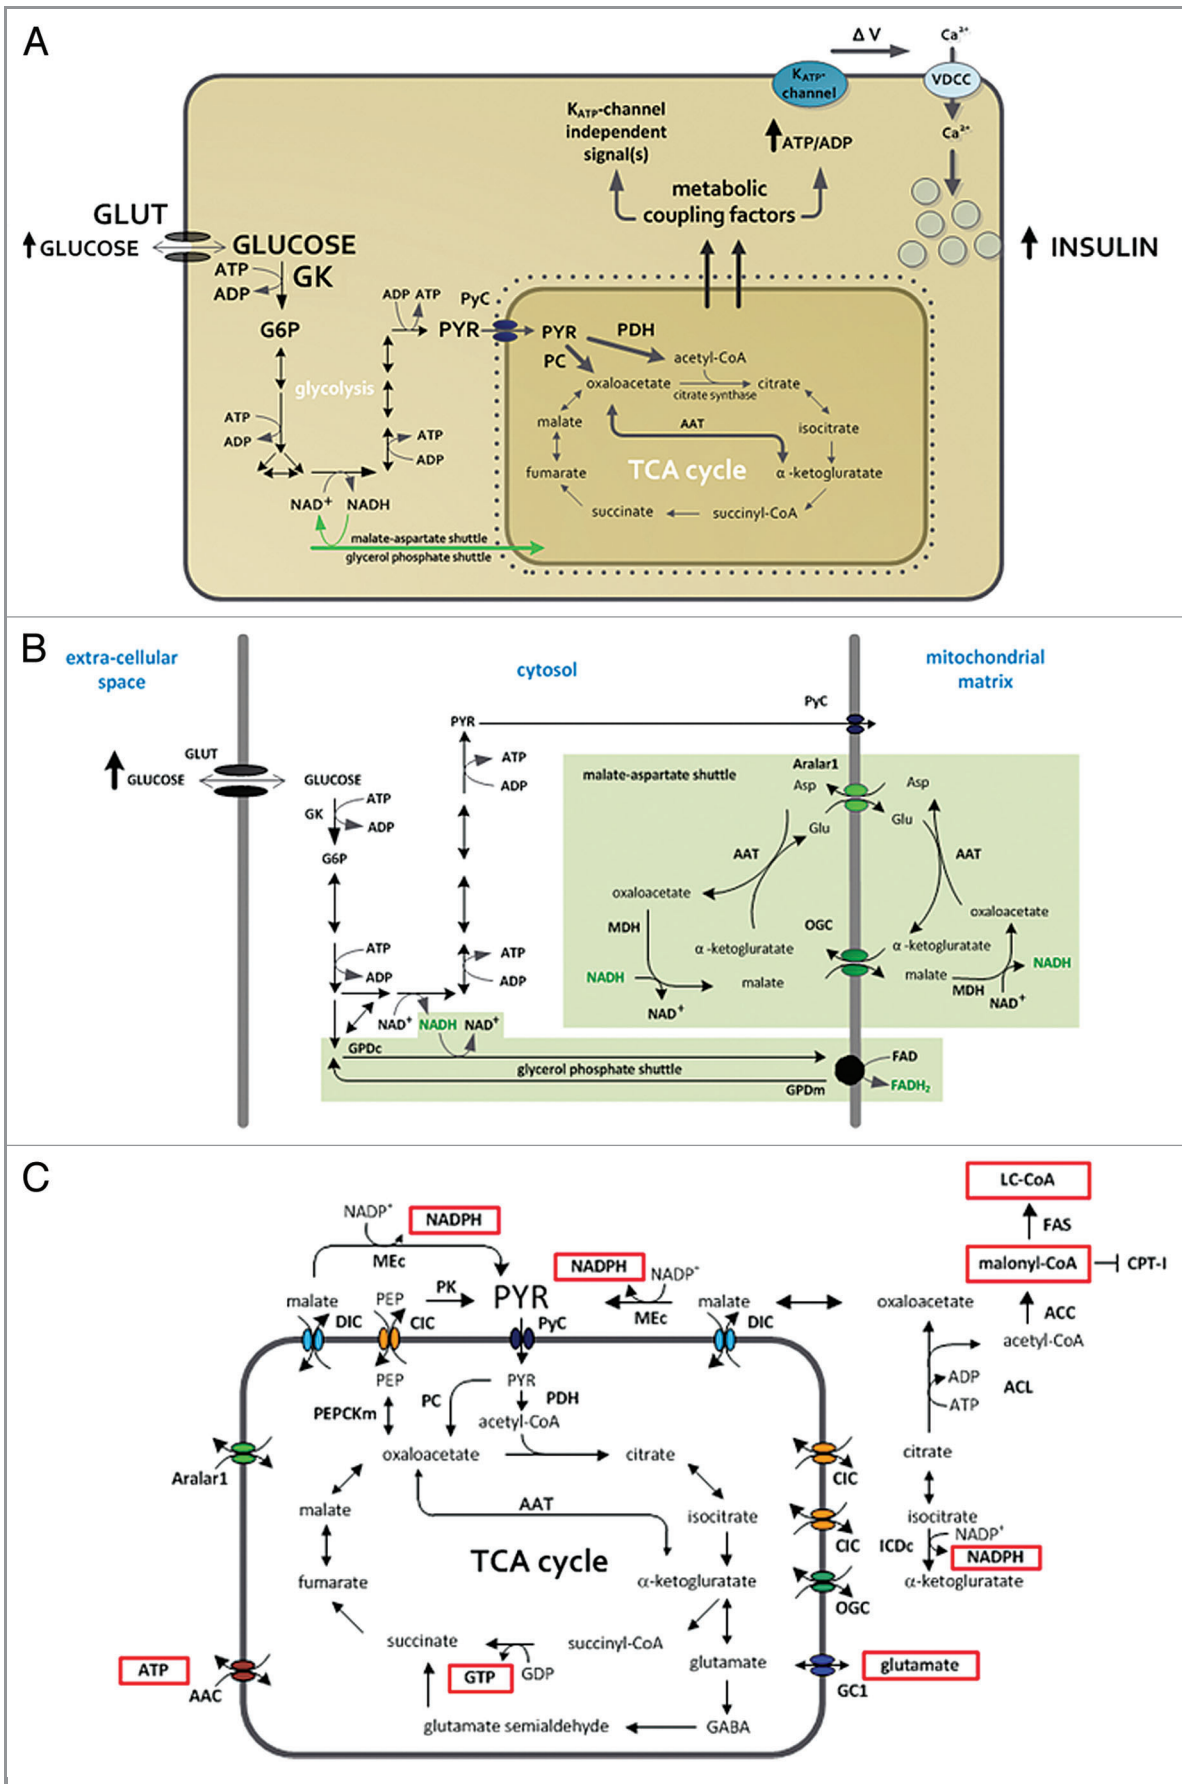 A
Δ V
Ca²⁺
K_ATP-
channel
VDCC
Ca²⁺
K_ATP-channel
independent
signal(s)
ATP/ADP
metabolic
coupling factors
GLUT
GLUCOSE
GLUCOSE
INSULIN
ATP
GK
ADP
ADP ATP
PyC
G6P
PYR
PYR
PDH
PC
acetyl-CoA
oxaloacetate
citrate
citrate synthase
glycolysis
ATP
ADP
malate
AAT
isocitrate
ATP
ADP
fumarate
TCA cycle
α-ketogluratate
NAD⁺
NADH
succinate
succinyl-CoA
malate-aspartate shuttle
glycerol phosphate shuttle
B
extra-cellular
space
cytosol
mitochondrial
matrix
PyC
PYR
GLUT
GLUCOSE
GLUCOSE
ATP
ADP
malate-aspartate shuttle
Aralar1
Asp
Asp
GK
ATP
ADP
Glu
Glu
G6P
AAT
AAT
oxaloacetate
oxaloacetate
MDH
OGC
ATP
ADP
ATP
ADP
α-ketogluratate
α-ketogluratate
NADH
malate
malate
NADH
MDH
NAD⁺
NAD⁺
NAD⁺
NADH
NAD⁺
GPDc
FAD
glycerol phosphate shuttle
GPDm
FADH₂
C
LC-CoA
FAS
NADP⁺
NADPH
MEc
malonyl-CoA
CPT-I
NADPH
NADP⁺
PK
PYR
malate
PEP
MEc
malate
oxaloacetate
ACC
DIC
CIC
PyC
DIC
acetyl-CoA
PEP
PYR
ADP
ACL
ATP
PC
PDH
PEPCKm
acetyl-CoA
oxaloacetate
citrate
citrate
Aralar1
CIC
malate
AAT
isocitrate
isocitrate
CIC
ICDc
NADP⁺
NADPH
TCA cycle
fumarate
α-ketogluratate
α-ketogluratate
OGC
succinate
succinyl-CoA
ATP
GTP
GDP
glutamate
glutamate
AAC
GC1
glutamate semialdehyde
GABA